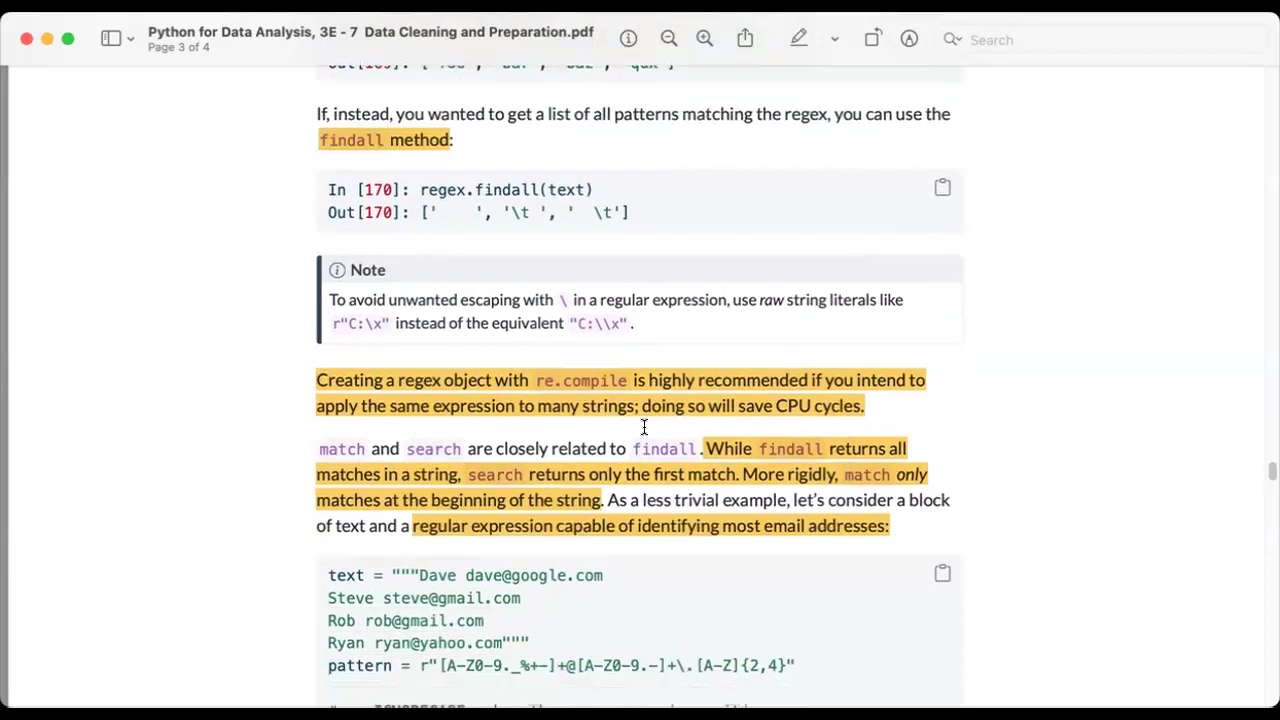 Python for Data Analysis, 3E - 7 Data Cleaning and Preparation.pdf
Page 3 of 4
Search
If, instead, you wanted to get a list of all patterns matching the regex, you can use the
findall method:
In [170]: regex.findall(text)
Out[170]: ['    ', '\t ', '  \t']
Note
To avoid unwanted escaping with \ in a regular expression, use raw string literals like
r"C:\x" instead of the equivalent "C:\\x".
Creating a regex object with re.compile is highly recommended if you intend to
apply the same expression to many strings; doing so will save CPU cycles.
match and search are closely related to findall. While findall returns all
matches in a string, search returns only the first match. More rigidly, match only
matches at the beginning of the string. As a less trivial example, let's consider a block
of text and a regular expression capable of identifying most email addresses:
text = """Dave dave@google.com
Steve steve@gmail.com
Rob rob@gmail.com
Ryan ryan@yahoo.com"""
pattern = r"[A-Z0-9._%+-]+@[A-Z0-9.-]+\.[A-Z]{2,4}"